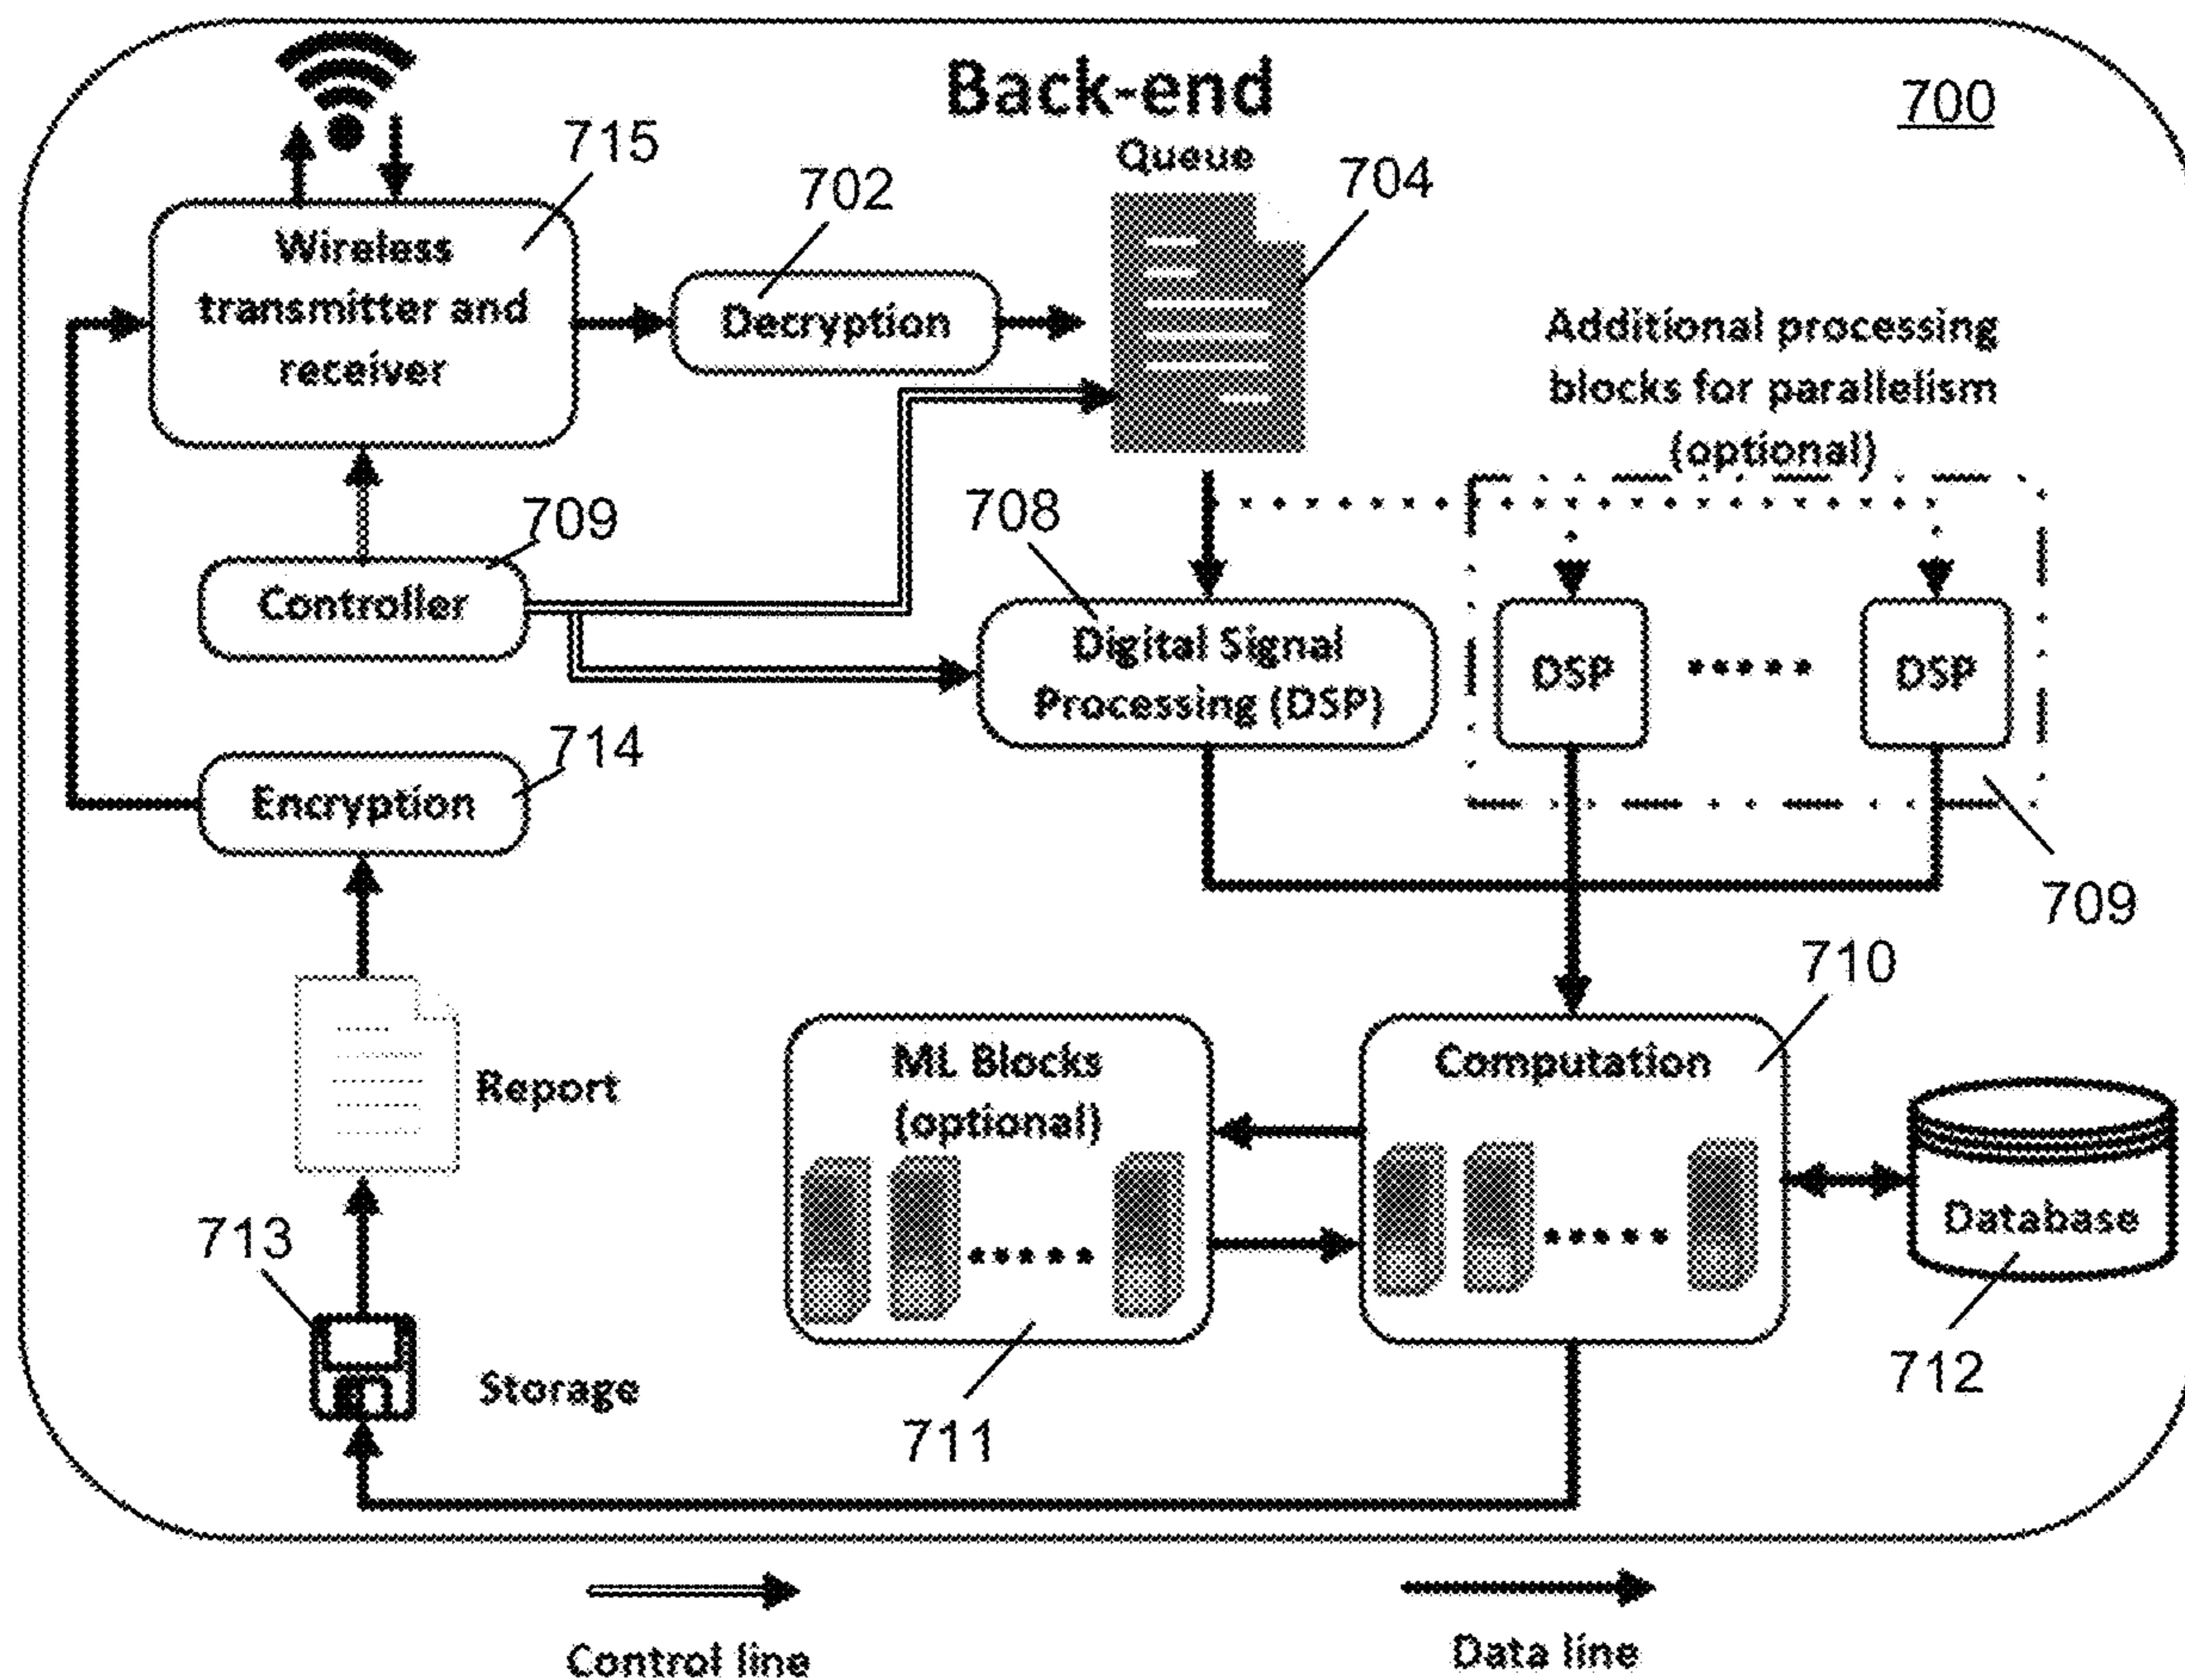 Back-end
700
715
Queue
704
702
Wireless
transmitter and
receiver
Decryption
Additional processing
blocks for parallelism
(optional)
709
Controller
708
Digital Signal
Processing (DSP)
DSP
DSP
714
Encryption
709
710
ML Blocks
(optional)
Computation
Report
Database
713
Storage
711
712
Control line
Data line